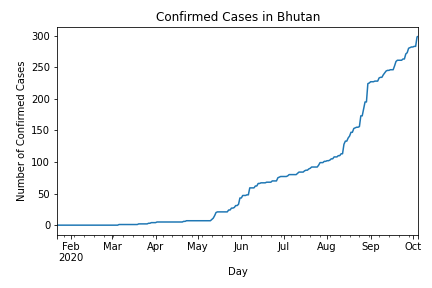 Confirmed Cases in Bhutan
Number of Confirmed Cases
300
250
200
150
100
50
0
Feb Mar Apr May Jun Jul Aug Sep Oct
2020
Day